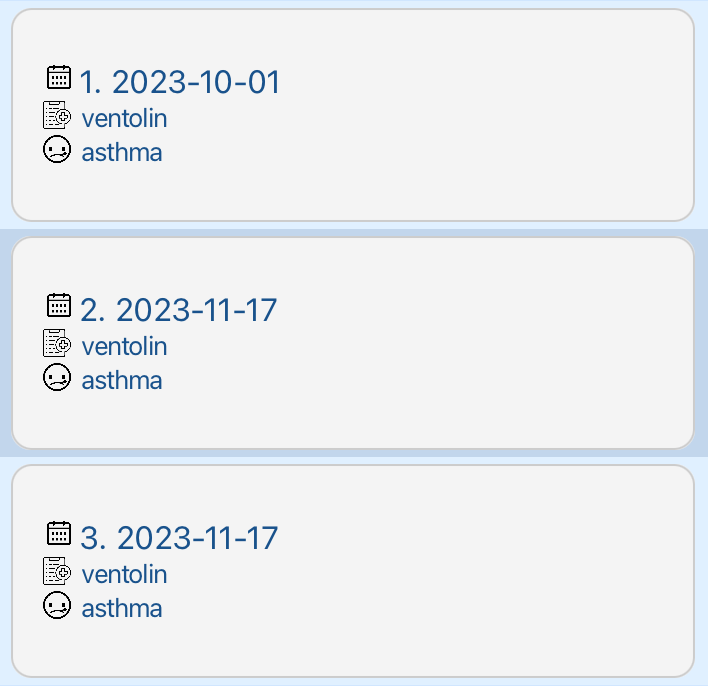 1. 2023-10-01
ventolin
asthma
2. 2023-11-17
ventolin
asthma
3. 2023-11-17
ventolin
asthma